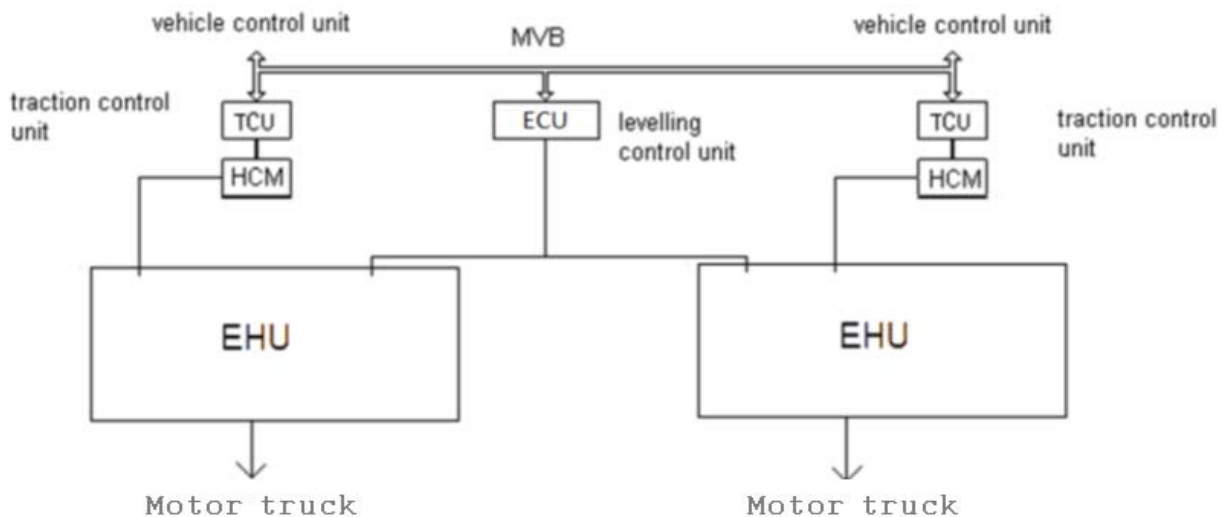 vehicle control unit
MVB
vehicle control unit
traction control
unit
TCU
ECU
levelling
control unit
TCU
traction control
unit
HCM
HCM
EHU
EHU
Motor truck
Motor truck